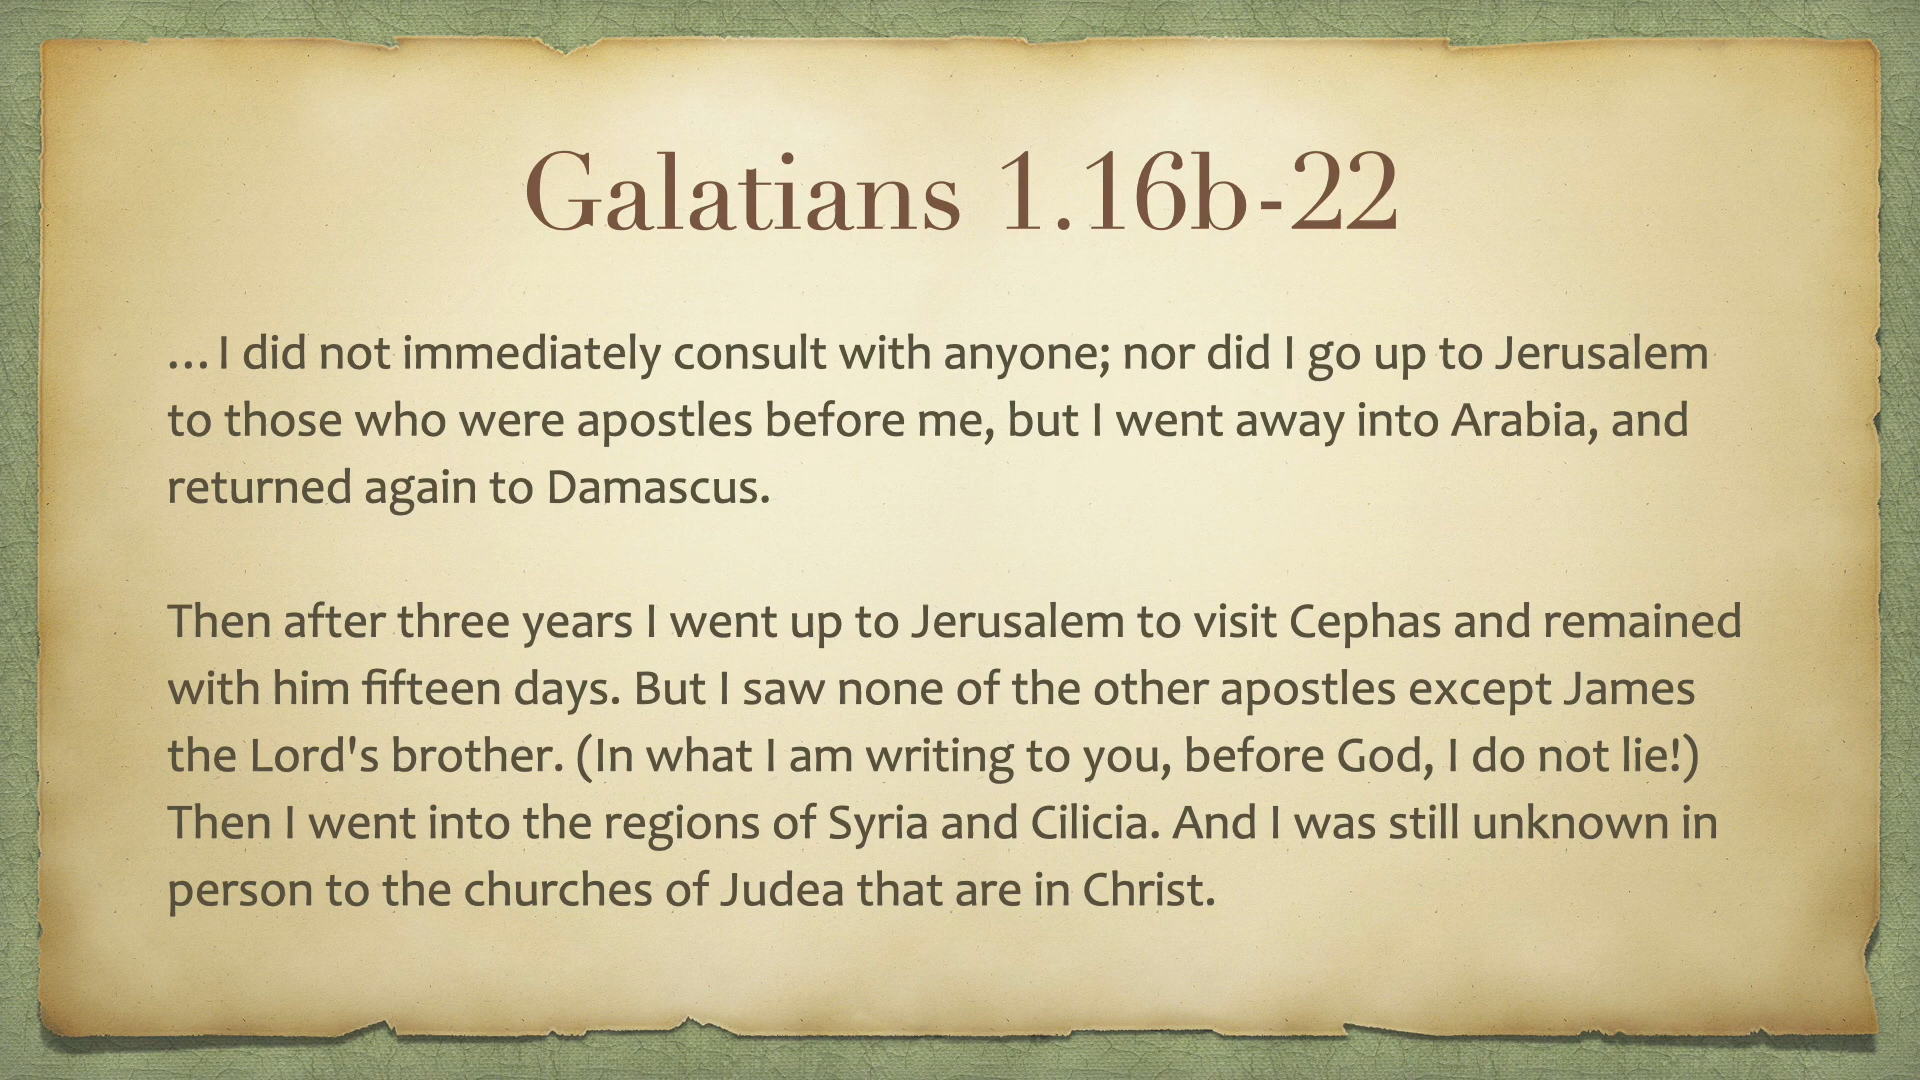 Galatians 1.16b-22
…I did not immediately consult with anyone; nor did I go up to Jerusalem
to those who were apostles before me, but I went away into Arabia, and
returned again to Damascus.
Then after three years I went up to Jerusalem to visit Cephas and remained
with him fifteen days. But I saw none of the other apostles except James
the Lord's brother. (In what I am writing to you, before God, I do not lie!)
Then I went into the regions of Syria and Cilicia. And I was still unknown in
person to the churches of Judea that are in Christ.